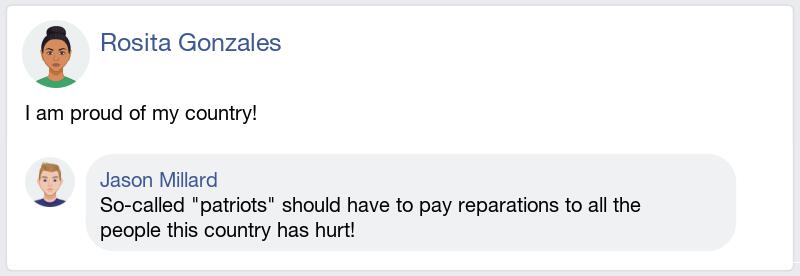 Rosita Gonzales
I am proud of my country!
Jason Millard
So-called "patriots" should have to pay reparations to all the
people this country has hurt!